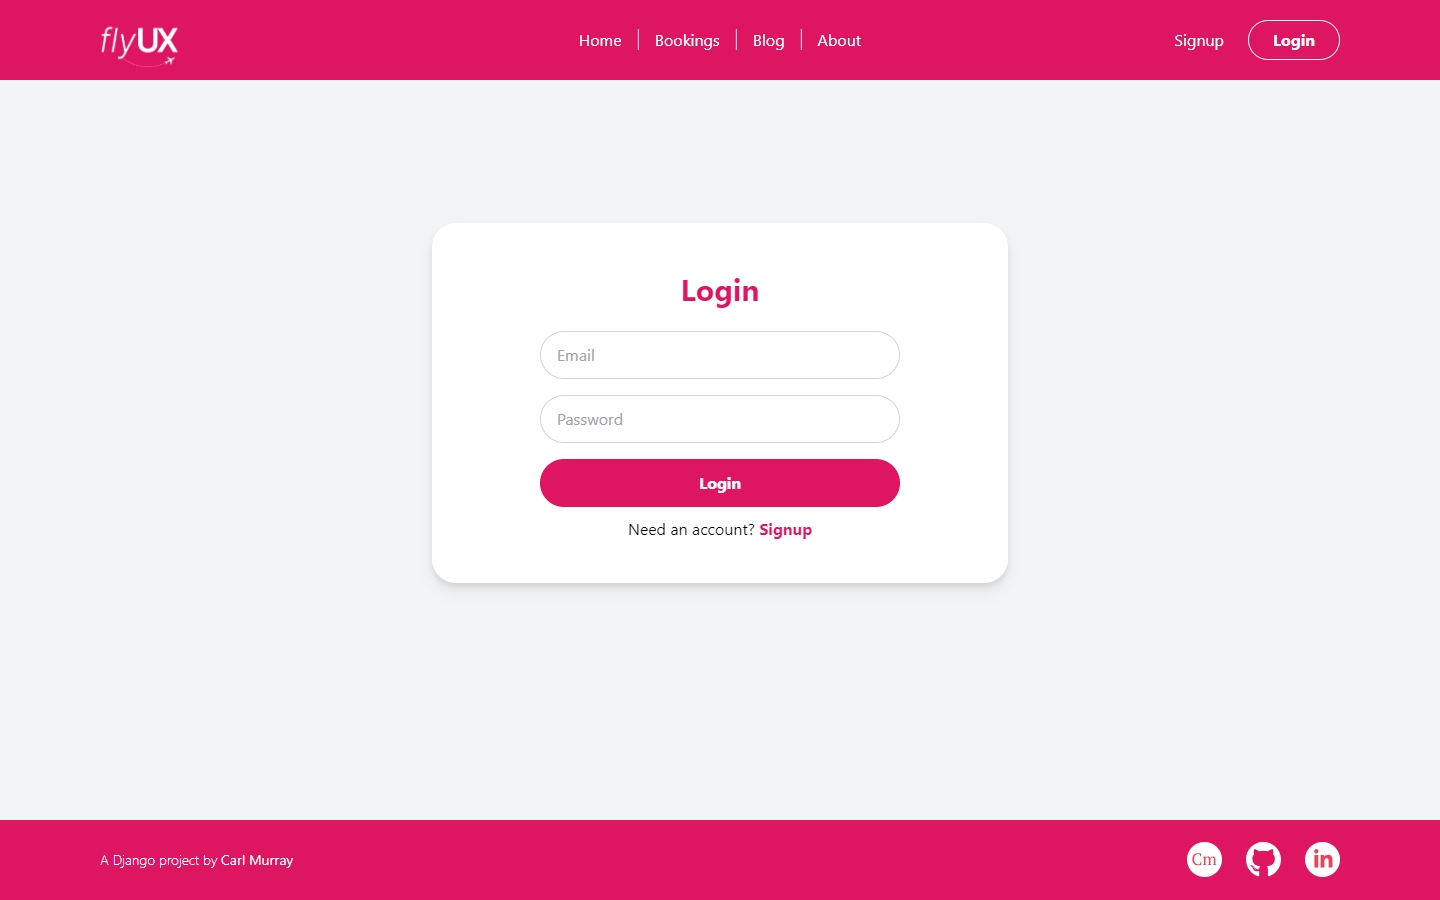 flyUX
Home
Bookings
Blog
About
Signup
Login
Login
Email
Password
Login
Need an account? Signup
A Django project by Carl Murray
Cm
in